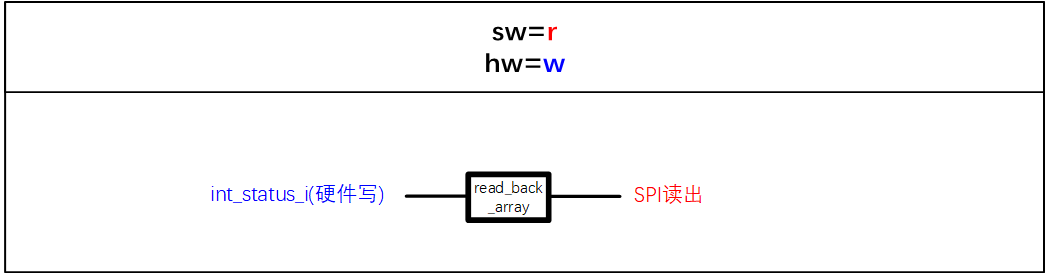 sw=r
hw=w
int_status_i(硬件写)
read_back
_array
SPI读出